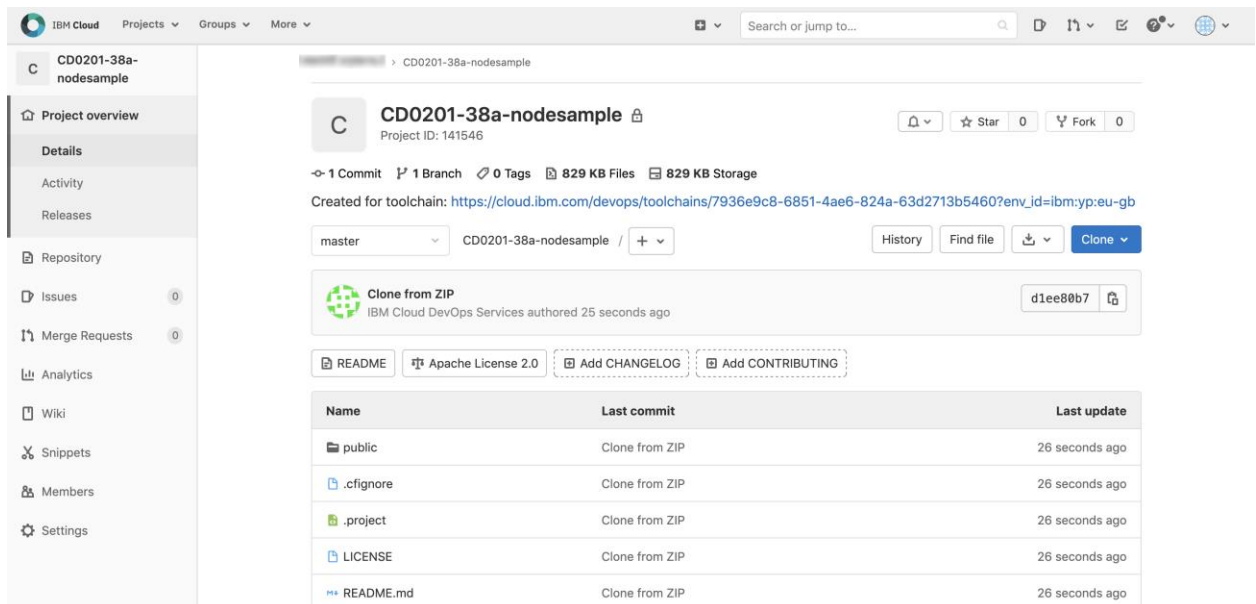 IBM Cloud Projects Groups More Search or jump to...
C CD0201-38a-nodesample
Project overview
Details
Activity
Releases
Repository
Issues 0
Merge Requests 0
Analytics
Wiki
Snippets
Members
Settings
> CD0201-38a-nodesample
C
CD0201-38a-nodesample
Project ID: 141546
Star 0 Fork 0
1 Commit 1 Branch 0 Tags 829 KB Files 829 KB Storage
Created for toolchain: https://cloud.ibm.com/devops/toolchains/7936e9c8-6851-4ae6-824a-63d2713b5460?env_id=ibm:yp:eu-gb
master CD0201-38a-nodesample / + History Find file Clone
Clone from ZIP
IBM Cloud DevOps Services authored 25 seconds ago
d1ee80b7
README Apache License 2.0 Add CHANGELOG Add CONTRIBUTING
Name Last commit Last update
public Clone from ZIP 26 seconds ago
.cfignore Clone from ZIP 26 seconds ago
.project Clone from ZIP 26 seconds ago
LICENSE Clone from ZIP 26 seconds ago
README.md Clone from ZIP 26 seconds ago